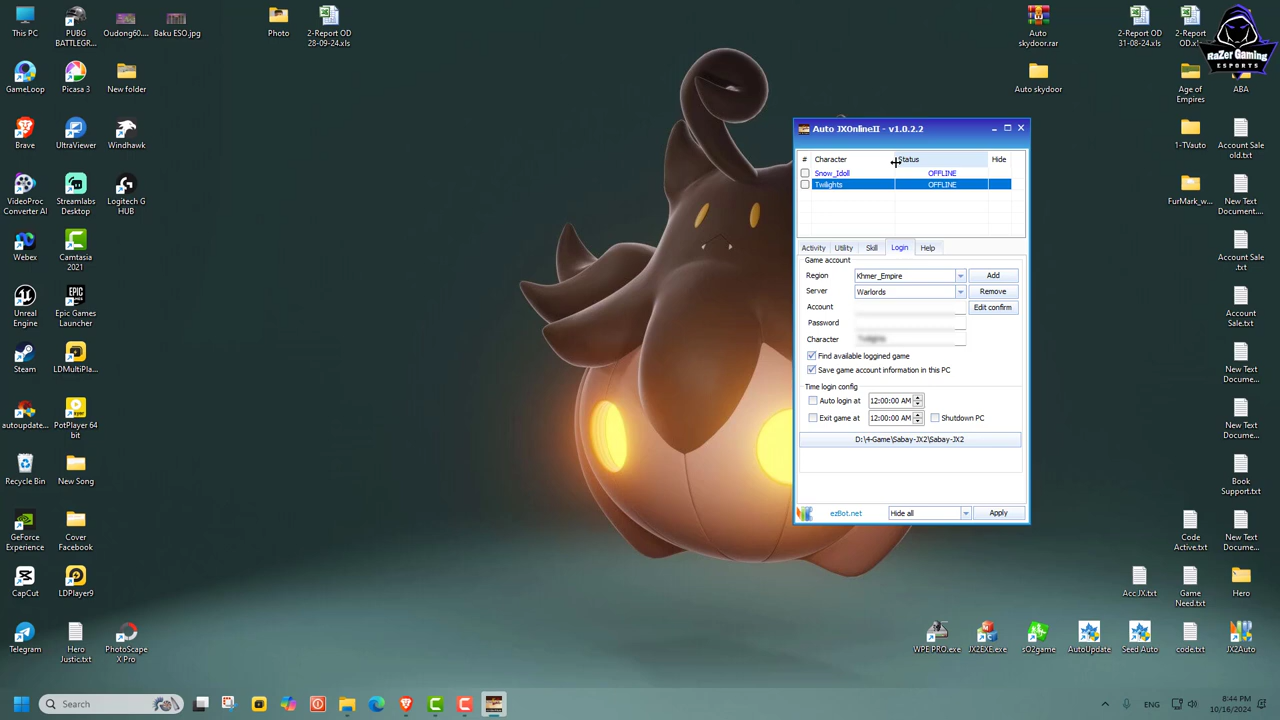 This PC
PUBG
BATTLEGR...
Oudong60....
Baku ESO.jpg
Photo
2-Report OD
28-09-24.xls
Auto
skydoor.rar
2-Report OD
31-08-24.xls
2-Report
OD.xls
RaZer Gaming
ESPORTS
GameLoop
Picasa 3
New folder
Auto skydoor
Age of
Empires
ABA
Brave
UltraViewer
Windhawk
1-TVauto
Account Sale
old.txt
VideoProc
Converter AI
Streamlabs
Desktop
Logitech G
HUB
FurMark_w...
New Text
Document....
Webex
Camtasia
2021
Account Sale
.txt
Unreal
Engine
Epic Games
Launcher
Account
Sale.txt
Steam
LDMultiPla...
New Text
Docume...
autoupdate...
PotPlayer 64
bit
New Text
Docume...
Recycle Bin
New Song
Book
Support.txt
GeForce
Experience
Cover
Facebook
Code
Active.txt
New Text
Docume...
CapCut
LDPlayer9
Acc JX.txt
Game
Need.txt
Hero
Telegram
Hero
Justic.txt
PhotoScape
X Pro
WPE PRO.exe
JX2EXE.exe
sO2game
AutoUpdate
Seed Auto
code.txt
JX2Auto
Auto JXOnlineII - v1.0.2.2
# Character Status Hide
Snow_Idoll OFFLINE
Twilights OFFLINE
Activity Utility Skill Login Help
Game account
Region Khmer_Empire Add
Server Warlords Remove
Account Edit confirm
Password
Character Twilights
Find available loggined game
Save game account information in this PC
Time login config
Auto login at 12:00:00 AM
Exit game at 12:00:00 AM Shutdown PC
D:\4-Game\Sabay-JX2\Sabay-JX2
ezBot.net Hide all Apply
Search
ENG
8:44 PM
10/16/2024